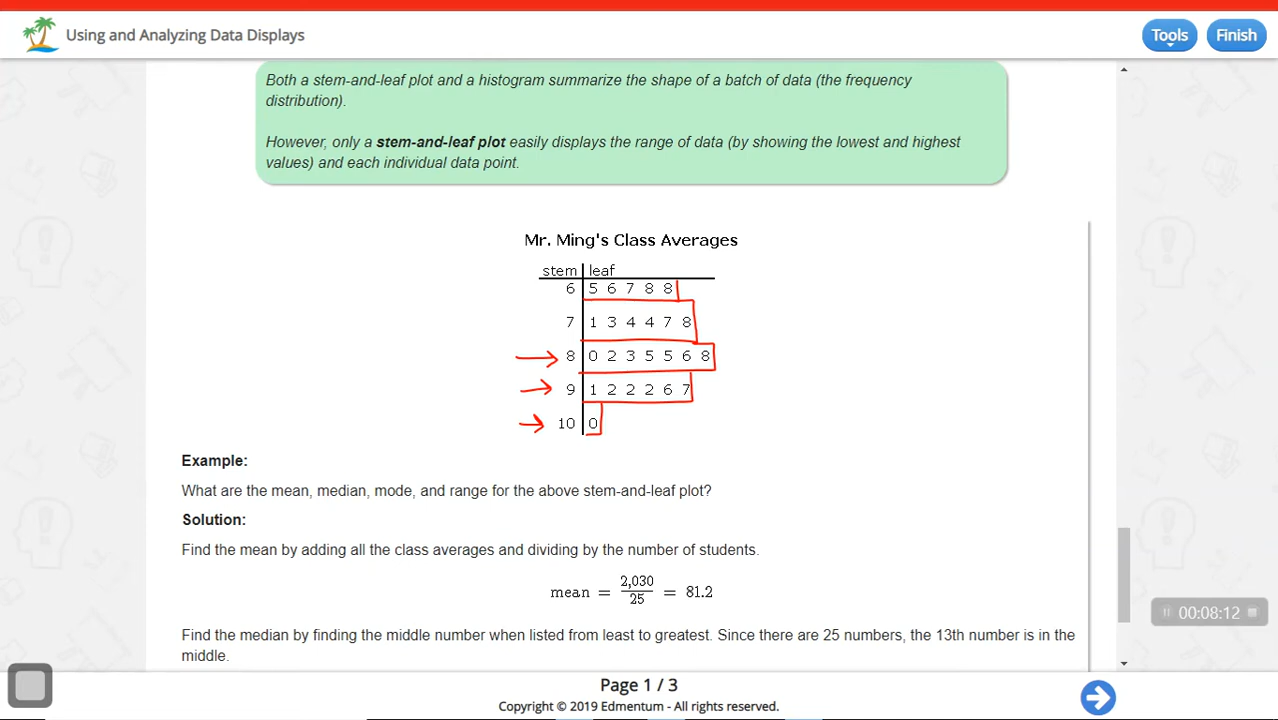 Using and Analyzing Data Displays
Tools
Finish
Both a stem-and-leaf plot and a histogram summarize the shape of a batch of data (the frequency
distribution).
However, only a stem-and-leaf plot easily displays the range of data (by showing the lowest and highest
values) and each individual data point.
Mr. Ming's Class Averages
stem leaf
6 5 6 7 8 8
7 1 3 4 4 7 8
8 0 2 3 5 5 6 8
9 1 2 2 2 6 7
10 0
Example:
What are the mean, median, mode, and range for the above stem-and-leaf plot?
Solution:
Find the mean by adding all the class averages and dividing by the number of students.
mean = 2,030/25 = 81.2
Find the median by finding the middle number when listed from least to greatest. Since there are 25 numbers, the 13th number is in the
middle.
00:08:12
Page 1 / 3
Copyright © 2019 Edmentum - All rights reserved.